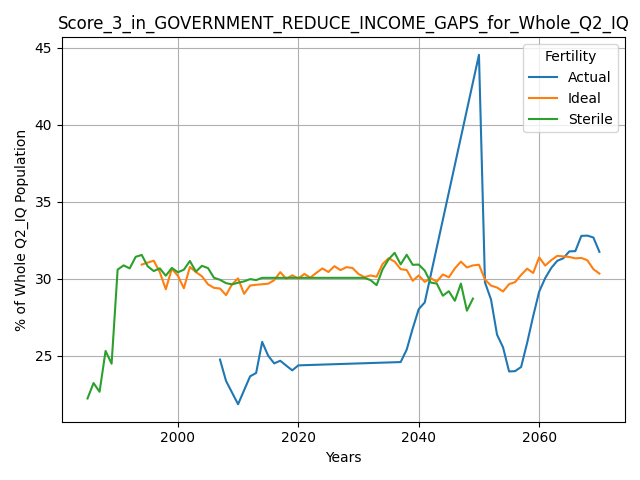 Score_3_in_GOVERNMENT_REDUCE_INCOME_GAPS_for_Whole_Q2_IQ
Fertility
Actual
Ideal
Sterile
45
40
35
30
25
% of Whole Q2_IQ Population
2000
2020
2040
2060
Years